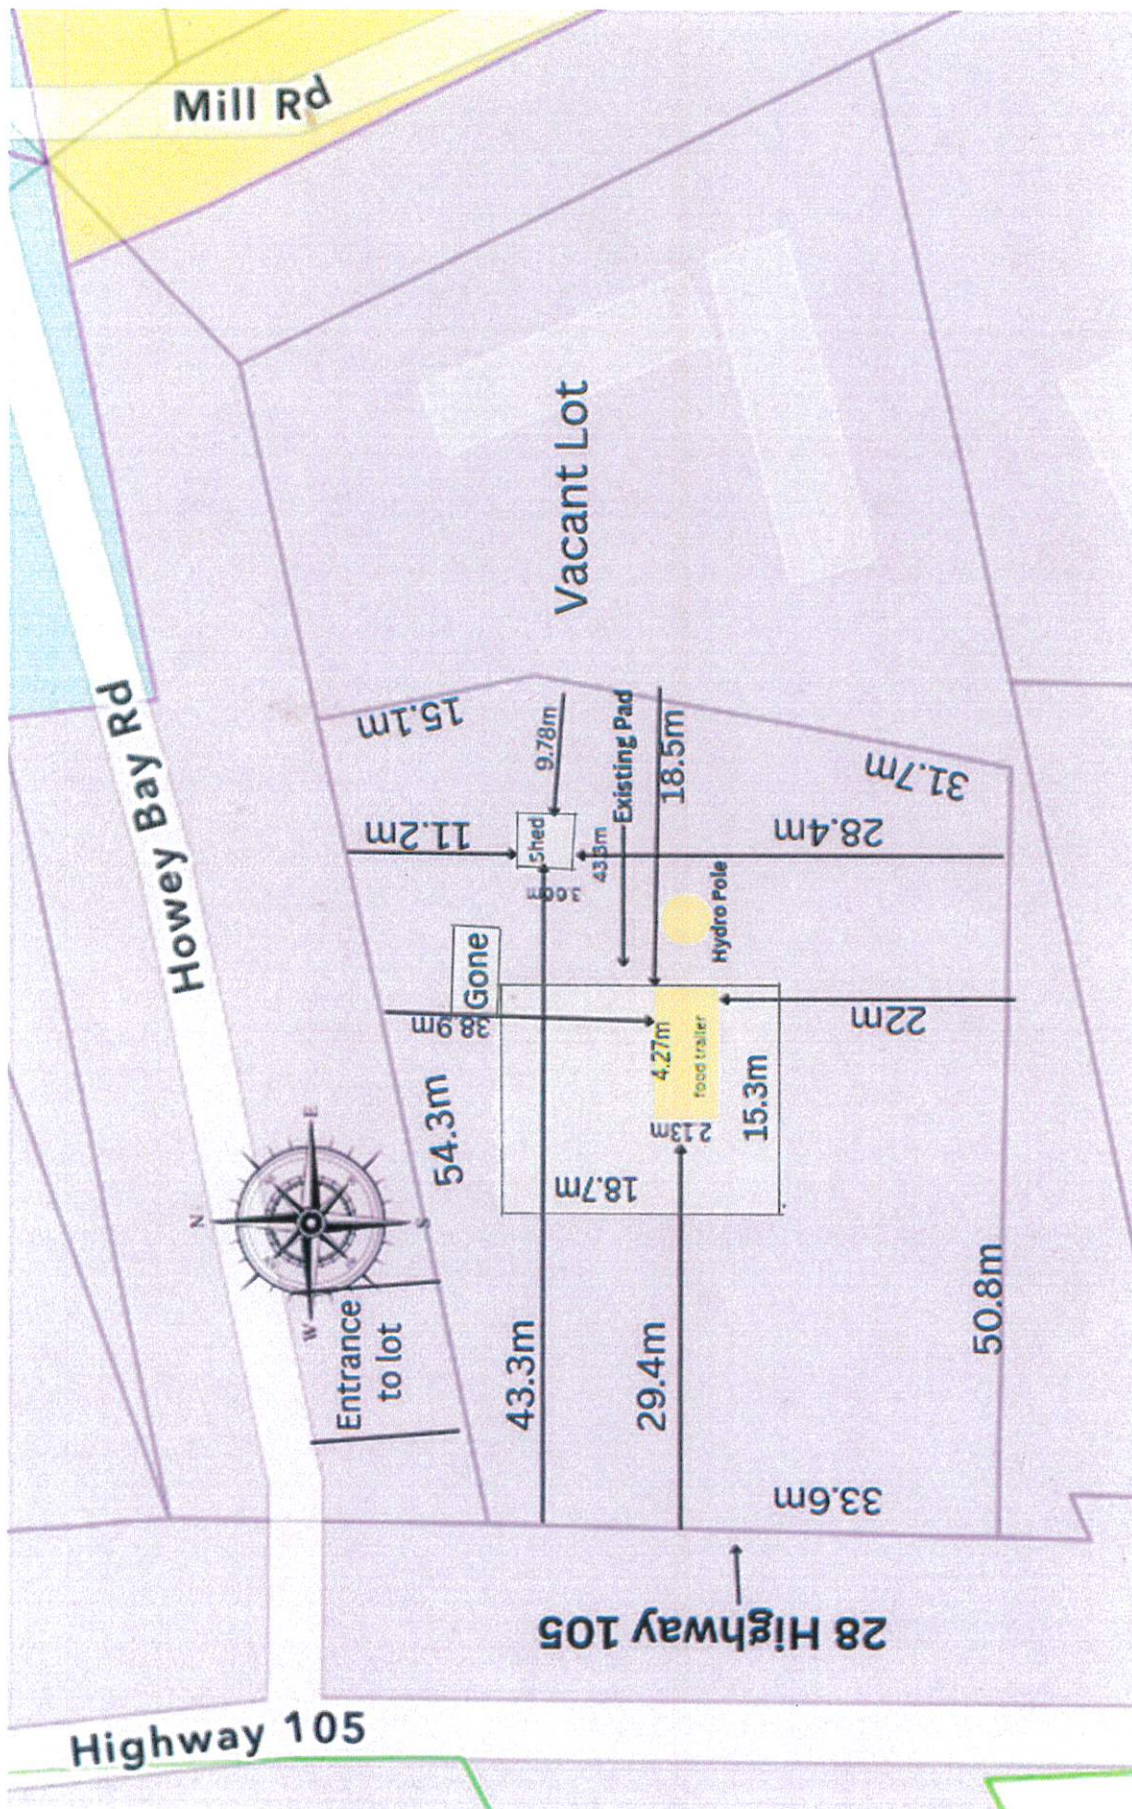 Mill Rd
Howey Bay Rd
Vacant Lot
15.1m
9.78m
11.2m
Shed
3.60m
Existing Pad
18.5m
31.7m
28.4m
Hydro Pole
Gone
38.9m
4.27m
food trailer
2.13m
22m
15.3m
18.7m
54.3m
N
E
S
W
Entrance
to lot
43.3m
29.4m
50.8m
33.6m
28 Highway 105
Highway 105